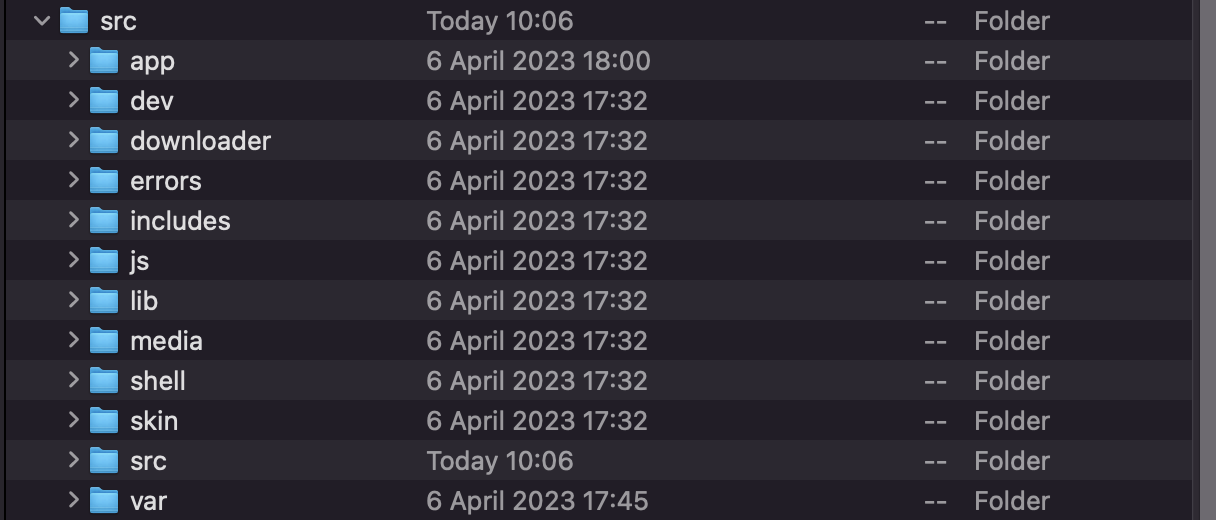 src Today 10:06 -- Folder
app 6 April 2023 18:00 -- Folder
dev 6 April 2023 17:32 -- Folder
downloader 6 April 2023 17:32 -- Folder
errors 6 April 2023 17:32 -- Folder
includes 6 April 2023 17:32 -- Folder
js 6 April 2023 17:32 -- Folder
lib 6 April 2023 17:32 -- Folder
media 6 April 2023 17:32 -- Folder
shell 6 April 2023 17:32 -- Folder
skin 6 April 2023 17:32 -- Folder
src Today 10:06 -- Folder
var 6 April 2023 17:45 -- Folder